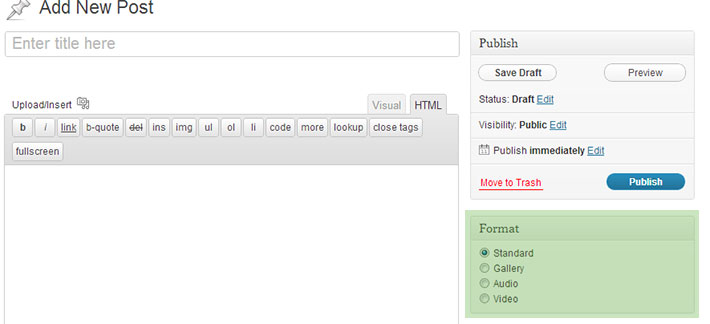 Add New Post
Enter title here
Upload/Insert
Visual HTML
b i link b-quote del ins img ul ol li code more lookup close tags
fullscreen
Publish
Save Draft Preview
Status: Draft Edit
Visibility: Public Edit
Publish immediately Edit
Move to Trash Publish
Format
Standard
Gallery
Audio
Video